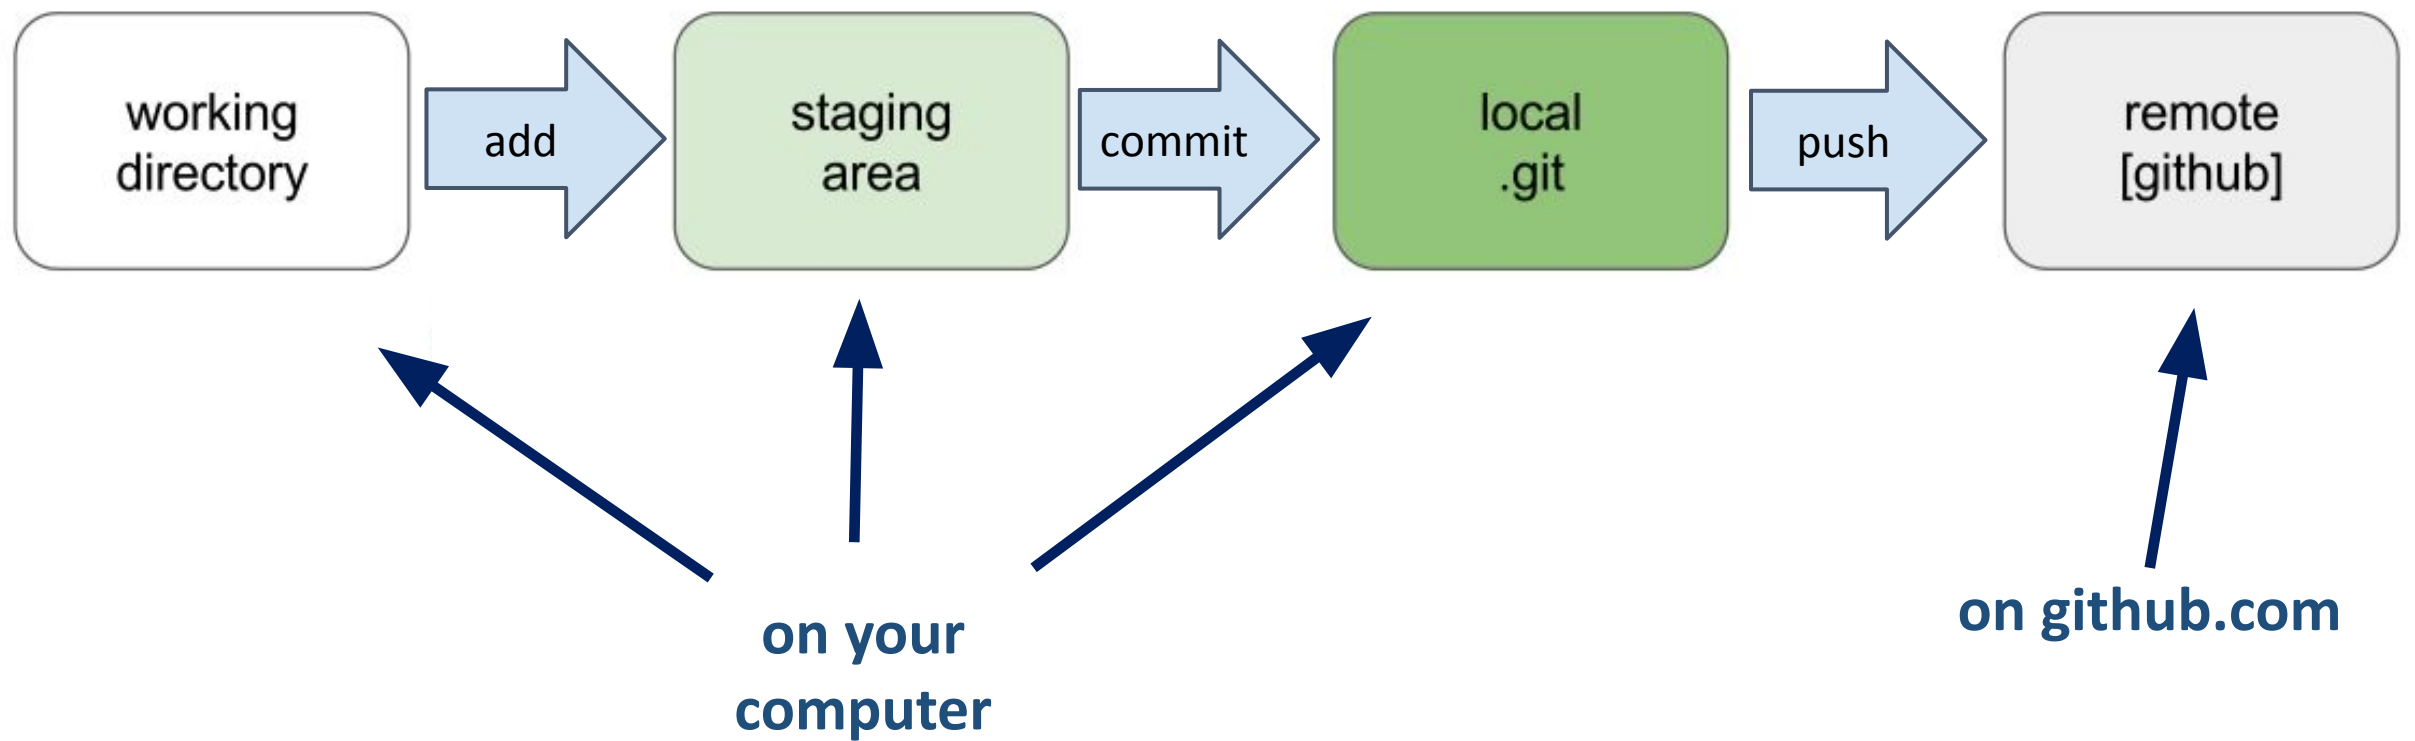 working
directory
add
staging
area
commit
local
.git
push
remote
[github]
on your
computer
on github.com